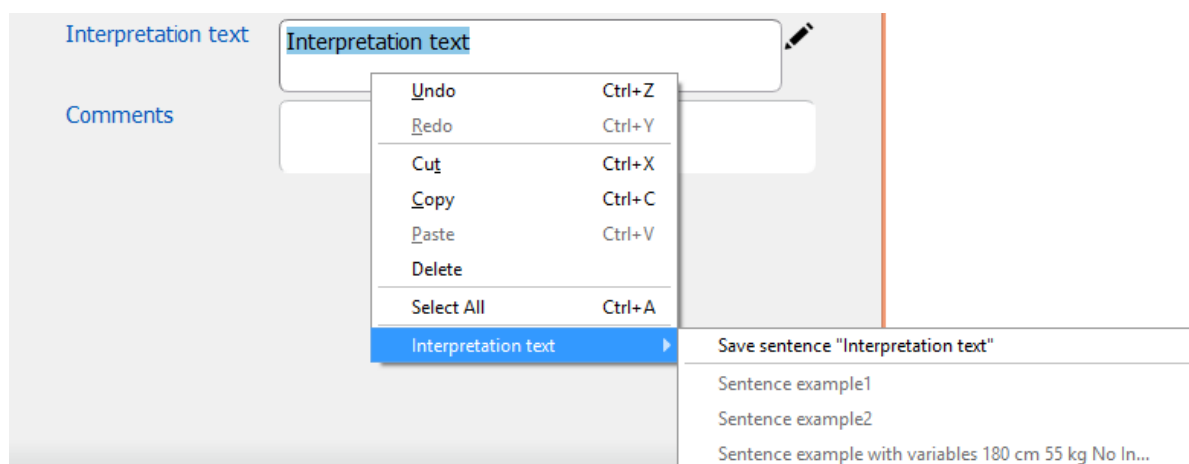 Interpretation text
Interpretation text
Undo Ctrl+Z
Comments
Redo Ctrl+Y
Cut Ctrl+X
Copy Ctrl+C
Paste Ctrl+V
Delete
Select All Ctrl+A
Interpretation text
Save sentence "Interpretation text"
Sentence example1
Sentence example2
Sentence example with variables 180 cm 55 kg No In...